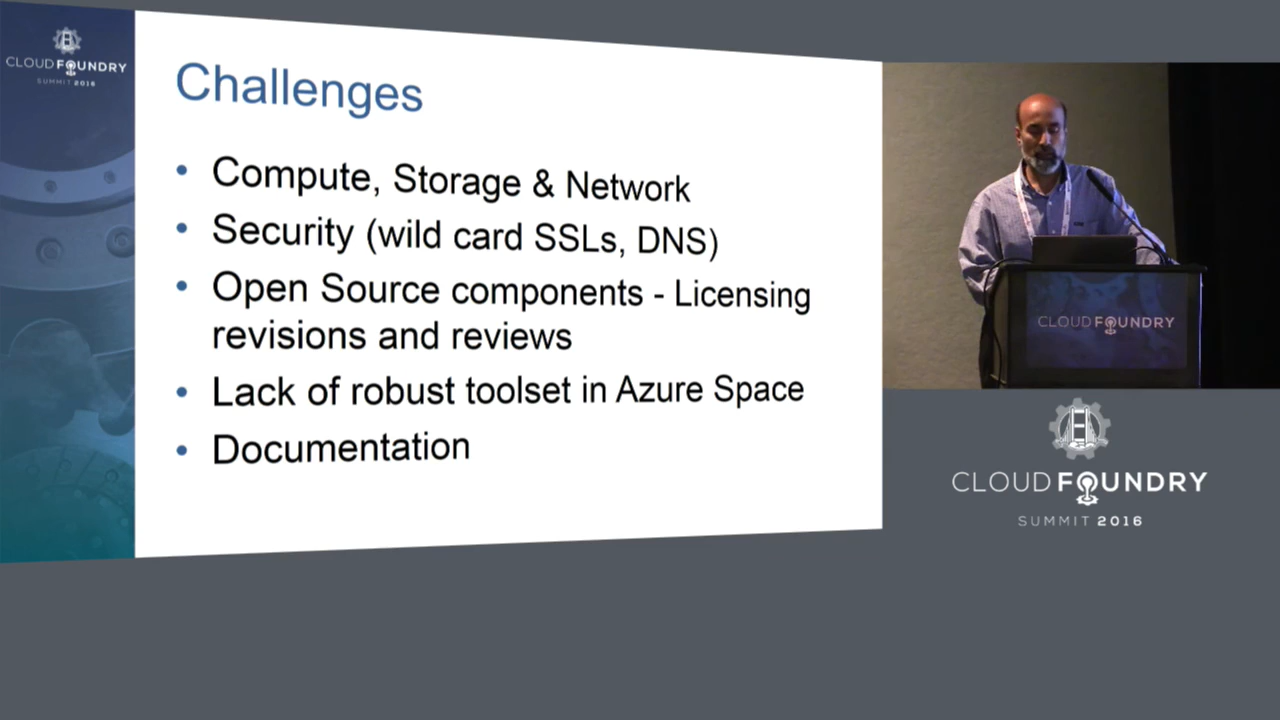 CLOUD FOUNDRY
SUMMIT 2016
Challenges
• Compute, Storage & Network
• Security (wild card SSLs, DNS)
• Open Source components - Licensing
revisions and reviews
• Lack of robust toolset in Azure Space
• Documentation
CLOUD FOUNDRY
CLOUD FOUNDRY
SUMMIT 2016